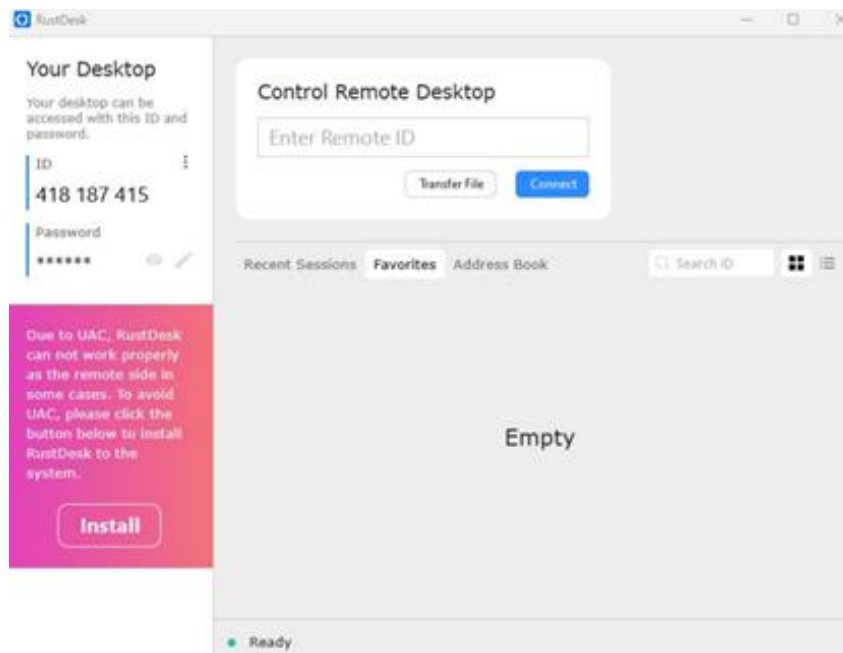 RustDesk
Your Desktop
Your desktop can be
accessed with this ID and
password.
ID
418 187 415
Password
******
Due to UAC, RustDesk
can not work properly
as the remote side in
some cases. To avoid
UAC, please click the
button below to install
RustDesk to the
system.
Install
Control Remote Desktop
Enter Remote ID
Transfer File Connect
Recent Sessions Favorites Address Book Search ID
Empty
Ready